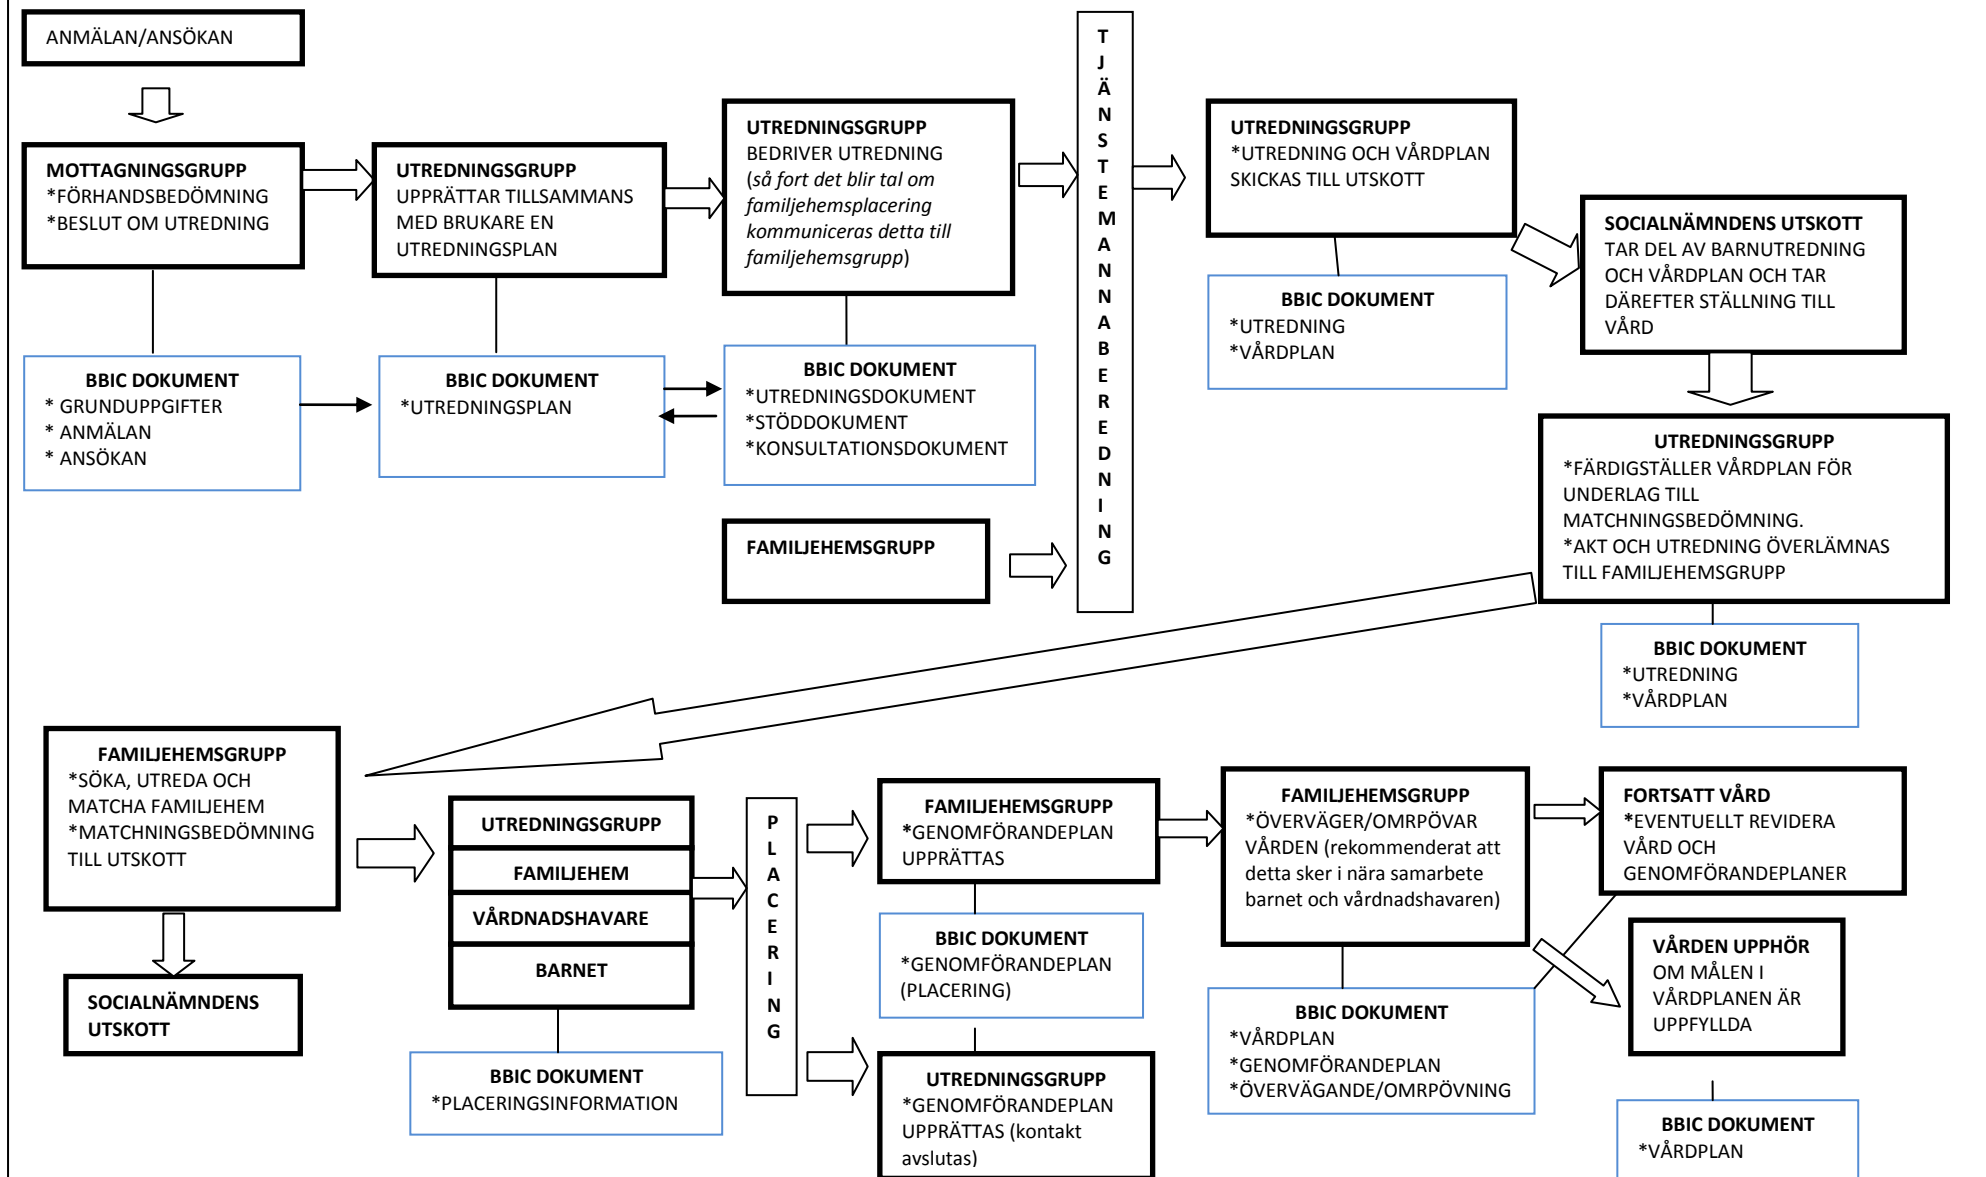 ANMÄLAN/ANSÖKAN
MOTTAGNINGSGRUPP
*FÖRHANDSBEDÖMNING
*BESLUT OM UTREDNING
UTREDNINGSGRUPP
UPPRÄTTAR TILLSAMMANS
MED BRUKARE EN
UTREDNINGSPLAN
UTREDNINGSGRUPP
BEDRIVER UTREDNING
(så fort det blir tal om
familjehemsplacering
kommuniceras detta till
familjehemsgrupp)
T
J
Ä
N
S
T
E
M
A
N
N
A
B
E
R
E
D
N
I
N
G
UTREDNINGSGRUPP
*UTREDNING OCH VÅRDPLAN
SKICKAS TILL UTSKOTT
SOCIALNÄMNDENS UTSKOTT
TAR DEL AV BARNUTREDNING
OCH VÅRDPLAN OCH TAR
DÄREFTER STÄLLNING TILL
VÅRD
BBIC DOKUMENT
* GRUNDUPPGIFTER
* ANMÄLAN
* ANSÖKAN
BBIC DOKUMENT
*UTREDNINGSPLAN
BBIC DOKUMENT
*UTREDNINGSDOKUMENT
*STÖDDOKUMENT
*KONSULTATIONSDOKUMENT
BBIC DOKUMENT
*UTREDNING
*VÅRDPLAN
FAMILJEHEMSGRUPP
UTREDNINGSGRUPP
*FÄRDIGSTÄLLER VÅRDPLAN FÖR
UNDERLAG TILL
MATCHNINGSBEDÖMNING.
*AKT OCH UTREDNING ÖVERLÄMNAS
TILL FAMILJEHEMSGRUPP
BBIC DOKUMENT
*UTREDNING
*VÅRDPLAN
FAMILJEHEMSGRUPP
*SÖKA, UTREDA OCH
MATCHA FAMILJEHEM
*MATCHNINGSBEDÖMNING
TILL UTSKOTT
SOCIALNÄMNDENS
UTSKOTT
UTREDNINGSGRUPP
FAMILJEHEM
VÅRDNADSHAVARE
BARNET
BBIC DOKUMENT
*PLACERINGSINFORMATION
P
L
A
C
E
R
I
N
G
FAMILJEHEMSGRUPP
*GENOMFÖRANDEPLAN
UPPRÄTTAS
BBIC DOKUMENT
*GENOMFÖRANDEPLAN
(PLACERING)
UTREDNINGSGRUPP
*GENOMFÖRANDEPLAN
UPPRÄTTAS (kontakt
avslutas)
FAMILJEHEMSGRUPP
*ÖVERVÄGER/OMRPÖVAR
VÅRDEN (rekommenderat att
detta sker i nära samarbete
barnet och vårdnadshavaren)
BBIC DOKUMENT
*VÅRDPLAN
*GENOMFÖRANDEPLAN
*ÖVERVÄGANDE/OMRPÖVNING
FORTSATT VÅRD
*EVENTUELLT REVIDERA
VÅRD OCH
GENOMFÖRANDEPLANER
VÅRDEN UPPHÖR
OM MÅLEN I
VÅRDPLANEN ÄR
UPPFYLLDA
BBIC DOKUMENT
*VÅRDPLAN